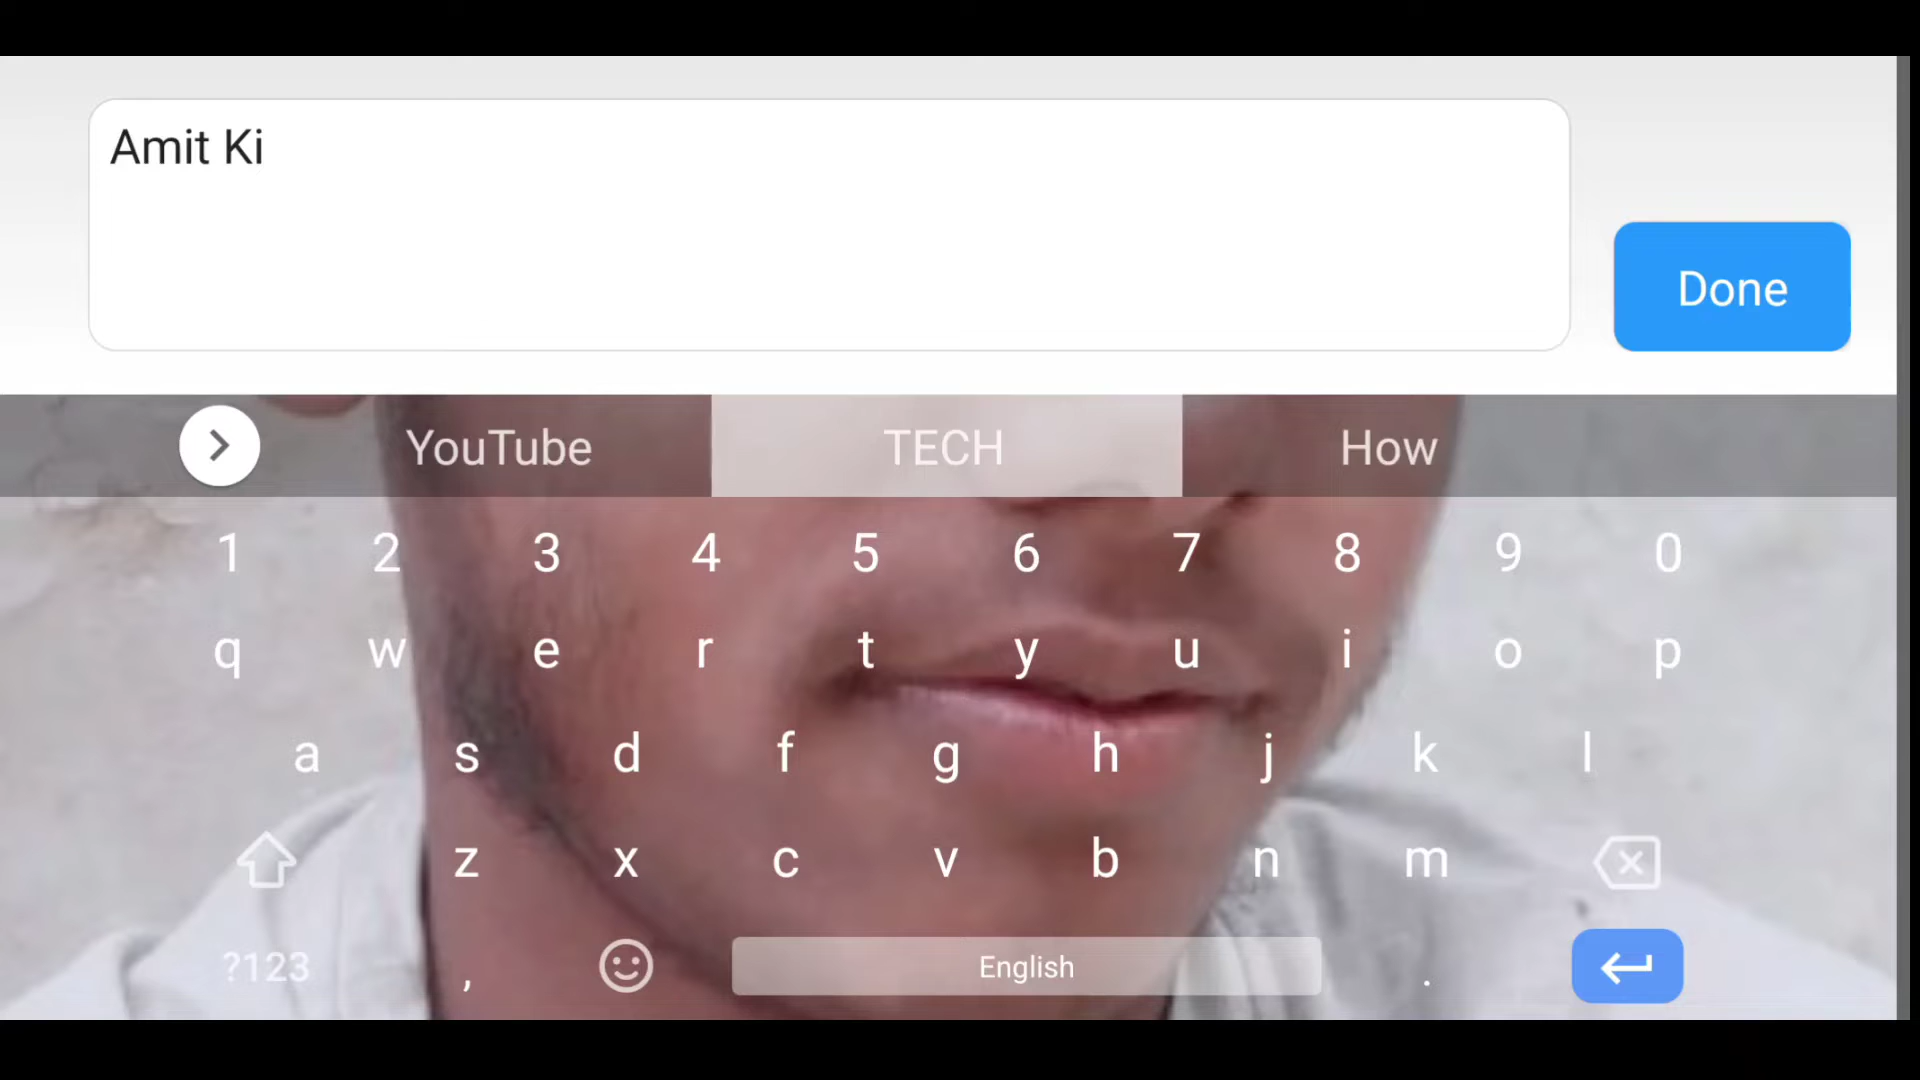 Amit Ki
Done
YouTube TECH How
1 2 3 4 5 6 7 8 9 0
q w e r t y u i o p
a s d f g h j k l
z x c v b n m
?123 , English .